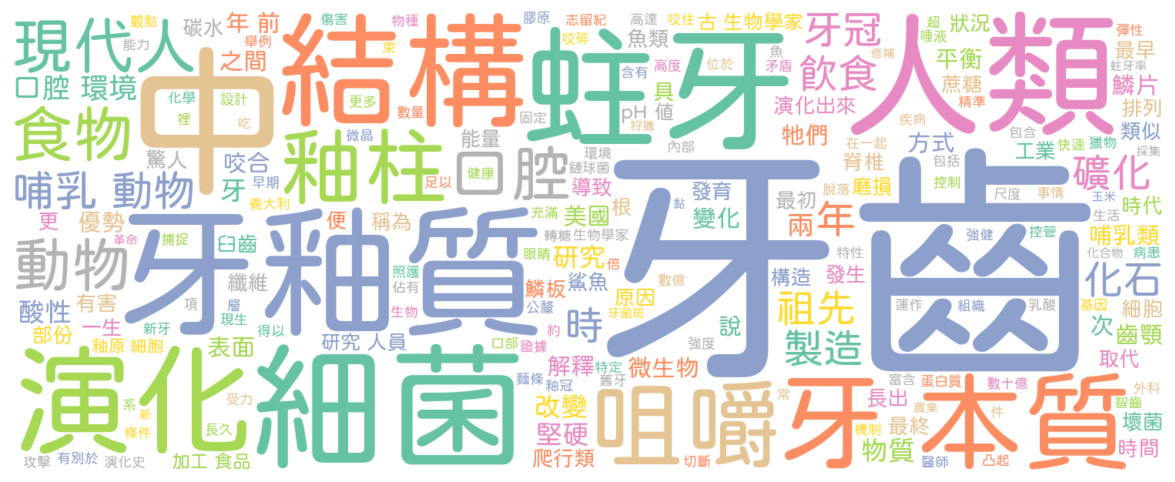 現代人
觀點
能力
碳水
年 前
舉例
之間
傷害
物種
束
膠原
咬碎
志留紀
魚類
高達
咬住
古 生物學家
牙冠
超
唾液
狀況
平衡
彈性
蛀牙率
最早
鱗片
口腔 環境
中
結構
蛀牙
人類
飲食
修補
蔗糖
精準
排列
食物
化學
設計
裡
吃
更多
數量
微晶
固定
能量
含有
高度
位於
魚
矛盾
具
pH 值
狩獵
演化出來
牠們
疾病
方式
包含
工業
快速
獵物
類似
採集
驚人
咬合
釉柱
健康
足以
口腔
環境
鏈球菌
內部
導致
在一起
脊椎
磨損
脫落
包括
控制
尺度
事情
礦化
哺乳 動物
牙
早期
義大利
發育
黏
最初
玉米
生活
時代
更
優勢
革命
捕捉
臼齒
便
稱為
充滿
美國
根
變化
兩
年
特性
強健
控管
哺乳類
病患
化合物
動物
牙釉質
纖維
照護
佔有
轉糖
生物學家
眼睛
研究
倍
鯊魚
數億
牙齒
構造
發生
化石
酸性
有害
項
層
現生
生物
鱗板
公釐
原因
牙菌斑
祖先
運作
組織
乳酸
基因
細胞
部份
一生
新牙
得以
研究 人員
約
口部
證據
時
強度
說
製造
次
齒顎
釉原 細胞
表面
解釋
特定
微生物
取代
演化
細菌
麵條
釉冠
舊牙
咀嚼
常
牙本質
富含
蛋白質
數十億
外科
智齒
系
新
受力
改變
長出
農業
件
壞菌
條件
長久
堅硬
最終
機制
攻擊
有別於
演化史
加工 食品
爬行類
切斷
物質
醫師
凸起
時間